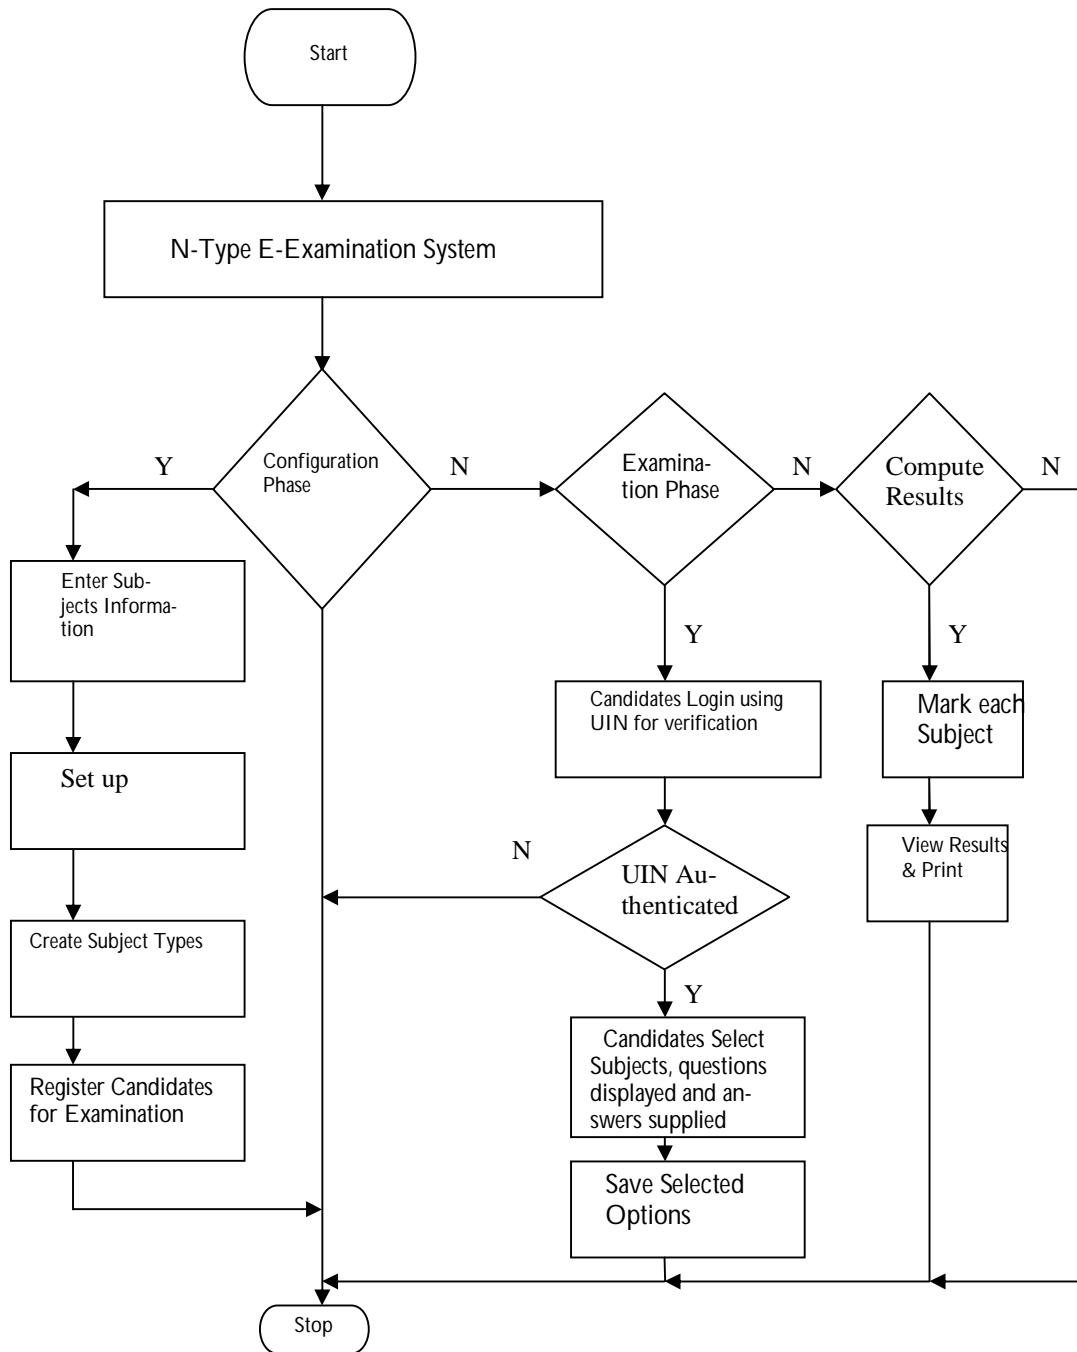 Start
N-Type E-Examination System
Configuration
Phase
Y
N
Examina-
tion Phase
N
Compute
Results
N
Enter Sub-
jects Informa-
tion
Y
Y
Candidates Login using
UIN for verification
Mark each
Subject
Set up
N
UIN Au-
thenticated
View Results
& Print
Create Subject Types
Y
Candidates Select
Subjects, questions
displayed and an-
swers supplied
Register Candidates
for Examination
Save Selected
Options
Stop